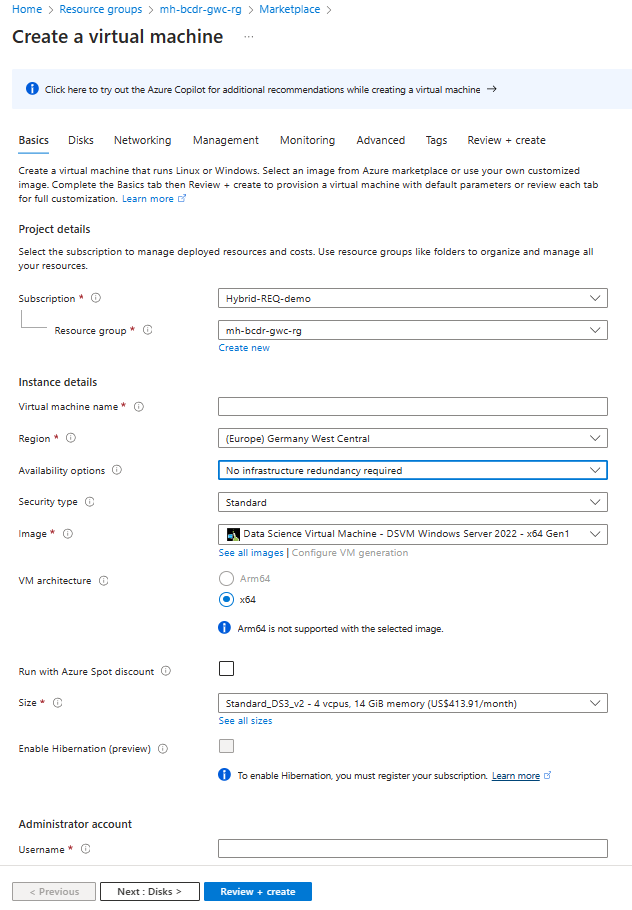 Home > Resource groups > mh-bcdr-gwc-rg > Marketplace >
Create a virtual machine ...
Click here to try out the Azure Copilot for additional recommendations while creating a virtual machine →
Basics Disks Networking Management Monitoring Advanced Tags Review + create
Create a virtual machine that runs Linux or Windows. Select an image from Azure marketplace or use your own customized
image. Complete the Basics tab then Review + create to provision a virtual machine with default parameters or review each tab
for full customization. Learn more
Project details
Select the subscription to manage deployed resources and costs. Use resource groups like folders to organize and manage all
your resources.
Subscription * Hybrid-REQ-demo
Resource group * mh-bcdr-gwc-rg
Create new
Instance details
Virtual machine name *
Region * (Europe) Germany West Central
Availability options No infrastructure redundancy required
Security type Standard
Image * Data Science Virtual Machine - DSVM Windows Server 2022 - x64 Gen1
See all images | Configure VM generation
VM architecture Arm64
x64
Arm64 is not supported with the selected image.
Run with Azure Spot discount
Size * Standard_DS3_v2 - 4 vcpus, 14 GiB memory (US$413.91/month)
See all sizes
Enable Hibernation (preview)
To enable Hibernation, you must register your subscription. Learn more
Administrator account
Username *
< Previous Next : Disks > Review + create